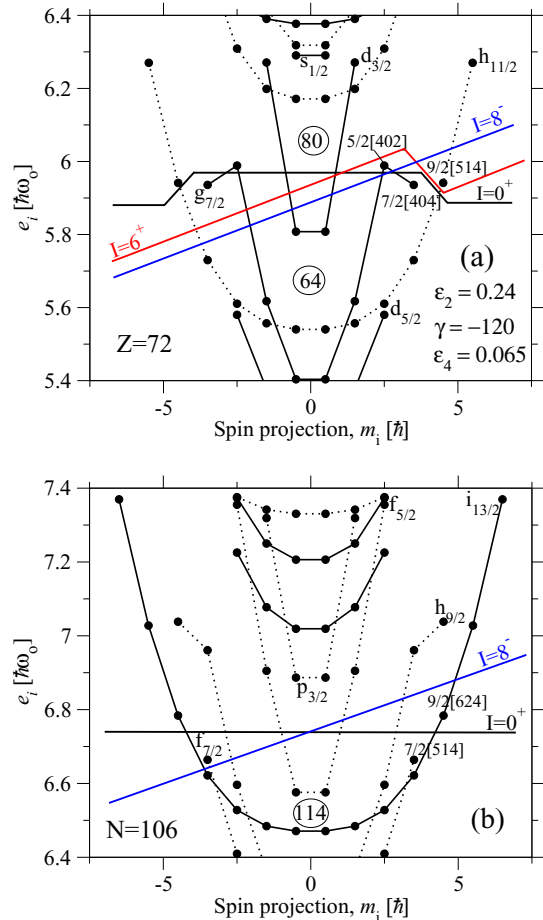 6.4
6.2
6
5.8
5.6
5.4
e_i [ħω_o]
s_1/2
d_3/2
h_11/2
80
5/2[402]
I=8^-
9/2[514]
g_7/2
7/2[404]
I=0^+
I=6^+
(a)
64
ε_2 = 0.24
d_5/2
γ = −120
Z=72
ε_4 = 0.065
-5 0 5
Spin projection, m_i [ħ]
7.4
7.2
7
6.8
6.6
6.4
e_i [ħω_o]
f_5/2
i_13/2
h_9/2
p_3/2
I=8^-
9/2[624]
I=0^+
f_7/2
7/2[514]
114
N=106
(b)
-5 0 5
Spin projection, m_i [ħ]